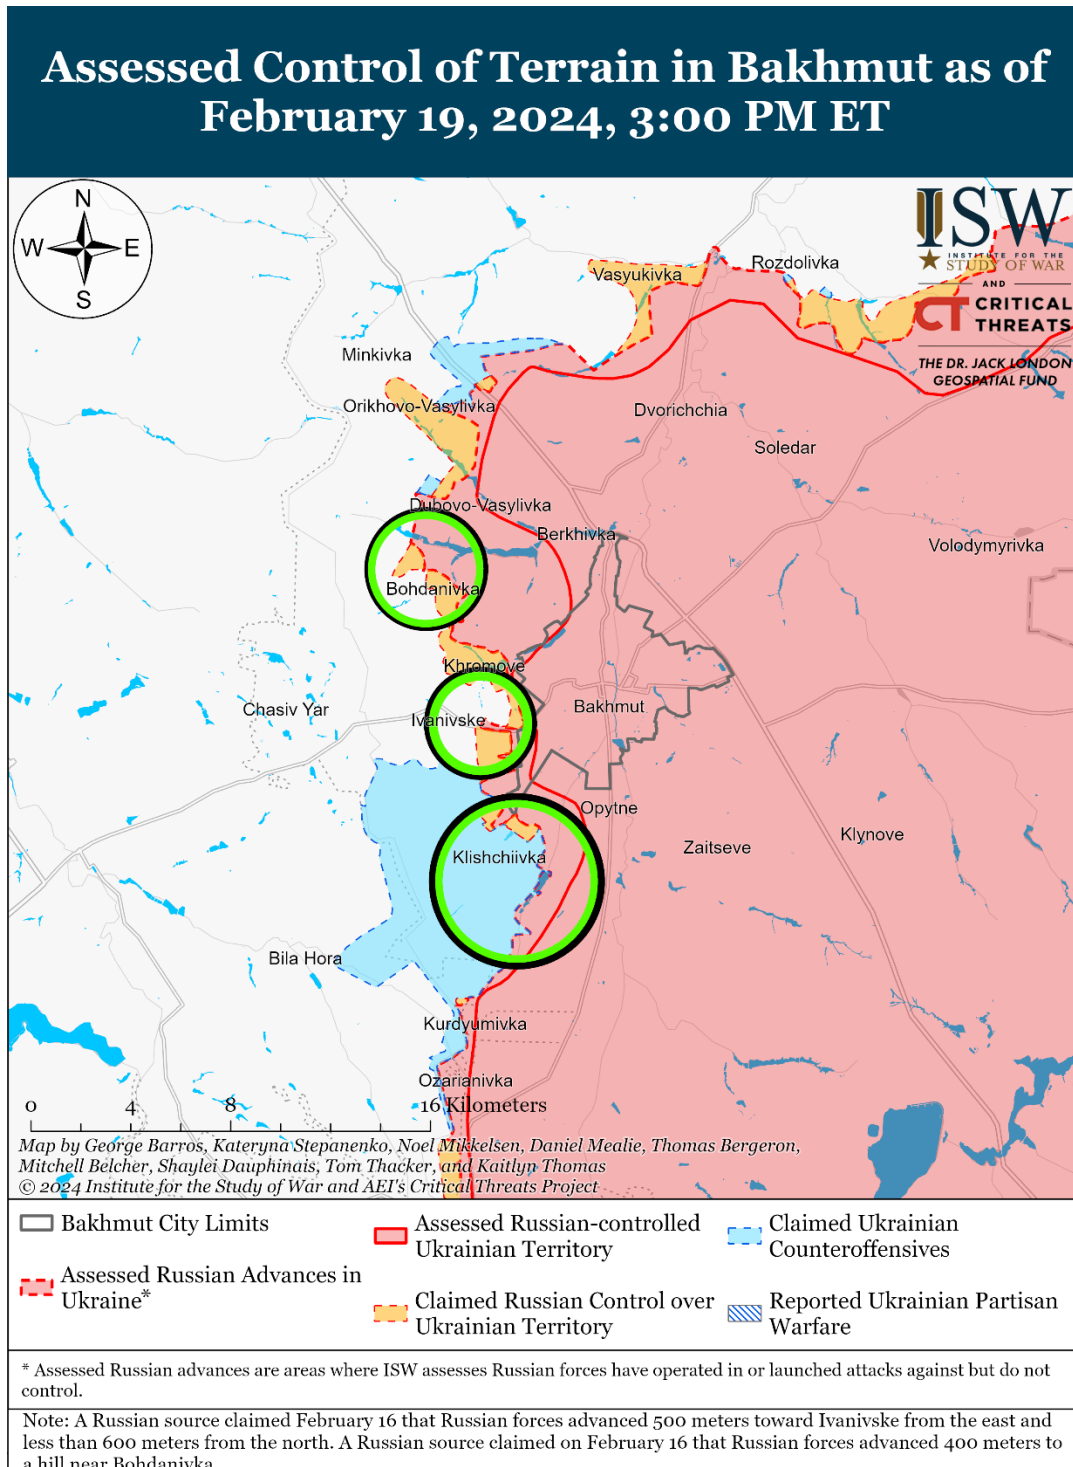 Assessed Control of Terrain in Bakhmut as of
February 19, 2024, 3:00 PM ET
N
W E
S
ISW
INSTITUTE FOR THE
STUDY OF WAR
AND
CT CRITICAL
THREATS
THE DR. JACK LONDON
GEOSPATIAL FUND
Vasyukivka
Rozdolivka
Minkivka
Orikhovo-Vasylivka
Dvorichchia
Soledar
Dubovo-Vasylivka
Berkhivka
Volodymyrivka
Bohdanivka
Khromove
Chasiv Yar
Ivanivske
Bakhmut
Opytne
Klynove
Zaitseve
Klishchiivka
Bila Hora
Kurdyumivka
Ozarianivka
0 4 8 16 Kilometers
Map by George Barros, Kateryna Stepanenko, Noel Mikkelsen, Daniel Mealie, Thomas Bergeron,
Mitchell Belcher, Shaylei Dauphinais, Tom Thacker, and Kaitlyn Thomas
© 2024 Institute for the Study of War and AEI's Critical Threats Project
Bakhmut City Limits
Assessed Russian Advances in
Ukraine*
Assessed Russian-controlled
Ukrainian Territory
Claimed Russian Control over
Ukrainian Territory
Claimed Ukrainian
Counteroffensives
Reported Ukrainian Partisan
Warfare
* Assessed Russian advances are areas where ISW assesses Russian forces have operated in or launched attacks against but do not
control.
Note: A Russian source claimed February 16 that Russian forces advanced 500 meters toward Ivanivske from the east and
less than 600 meters from the north. A Russian source claimed on February 16 that Russian forces advanced 400 meters to
a hill near Bohdanivka